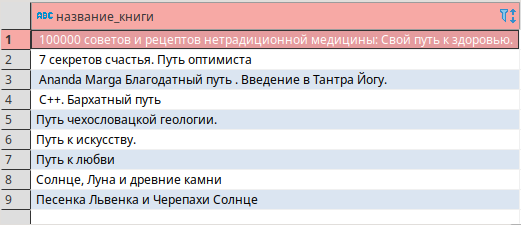 ABC название_книги
1 100000 советов и рецептов нетрадиционной медицины: Свой путь к здоровью.
2 7 секретов счастья. Путь оптимиста
3 Ananda Marga Благодатный путь . Введение в Тантра Йогу.
4 C++. Бархатный путь
5 Путь чехословацкой геологии.
6 Путь к искусству.
7 Путь к любви
8 Солнце, Луна и древние камни
9 Песенка Львенка и Черепахи Солнце